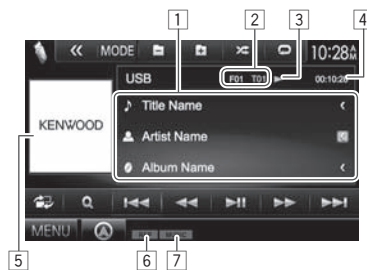 1 2 3 4
MODE 10:28
USB F01 T01 00:10:28
Title Name
KENWOOD
Artist Name
Album Name
MENU
5 6 7